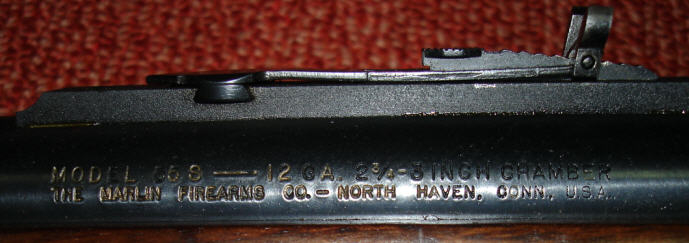 MODEL 55S — 12 GA. 2¾-3 INCH CHAMBER
THE MARLIN FIREARMS CO. – NORTH HAVEN, CONN., U.S.A.